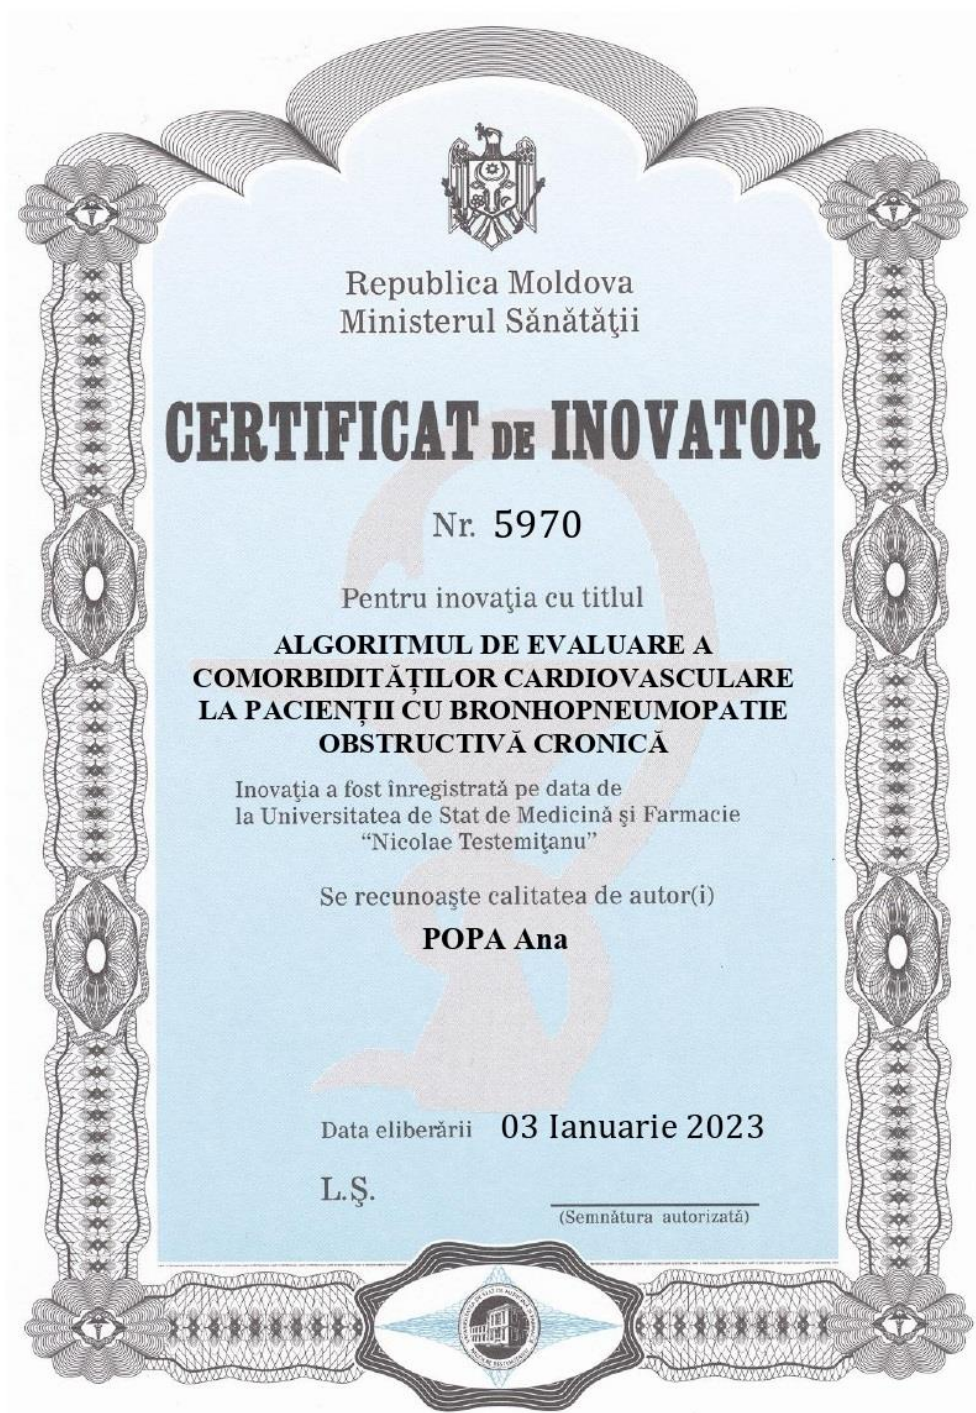 Republica Moldova
Ministerul Sănătăţii
CERTIFICAT DE INOVATOR
Nr. 5970
Pentru inovaţia cu titlul
ALGORITMUL DE EVALUARE A
COMORBIDITĂȚILOR CARDIOVASCULARE
LA PACIENȚII CU BRONHOPNEUMOPATIE
OBSTRUCTIVĂ CRONICĂ
Inovaţia a fost înregistrată pe data de
la Universitatea de Stat de Medicină şi Farmacie
“Nicolae Testemiţanu”
Se recunoaşte calitatea de autor(i)
POPA Ana
Data eliberării 03 Ianuarie 2023
L.Ş.
(Semnătura autorizată)